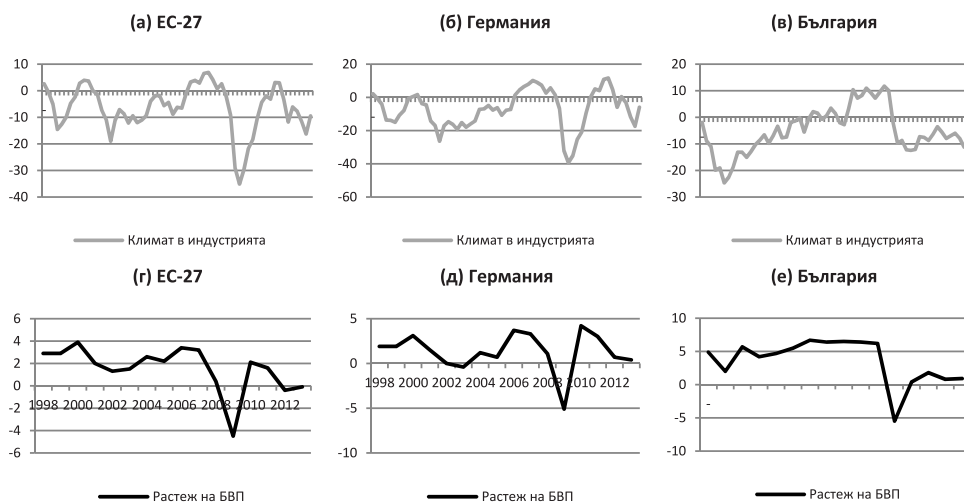 (а) ЕС-27
(б) Германия
(в) България
10
0
-10
-20
-30
-40
20
0
-20
-40
-60
20
10
0
-10
-20
-30
Климат в индустрията
Климат в индустрията
Климат в индустрията
(г) ЕС-27
(д) Германия
(е) България
6
4
2
0
-2
-4
-6
1998 2000 2002 2004 2006 2008 2010 2012
5
0
-5
-10
1998 2000 2002 2004 2006 2008 2010 2012
10
5
0
-5
-10
Растеж на БВП
Растеж на БВП
Растеж на БВП